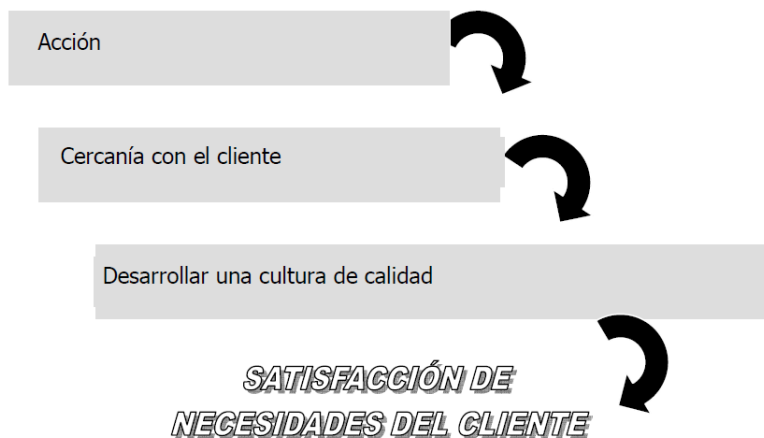 Acción
Cercanía con el cliente
Desarrollar una cultura de calidad
SATISFACCIÓN DE
NECESIDADES DEL CLIENTE